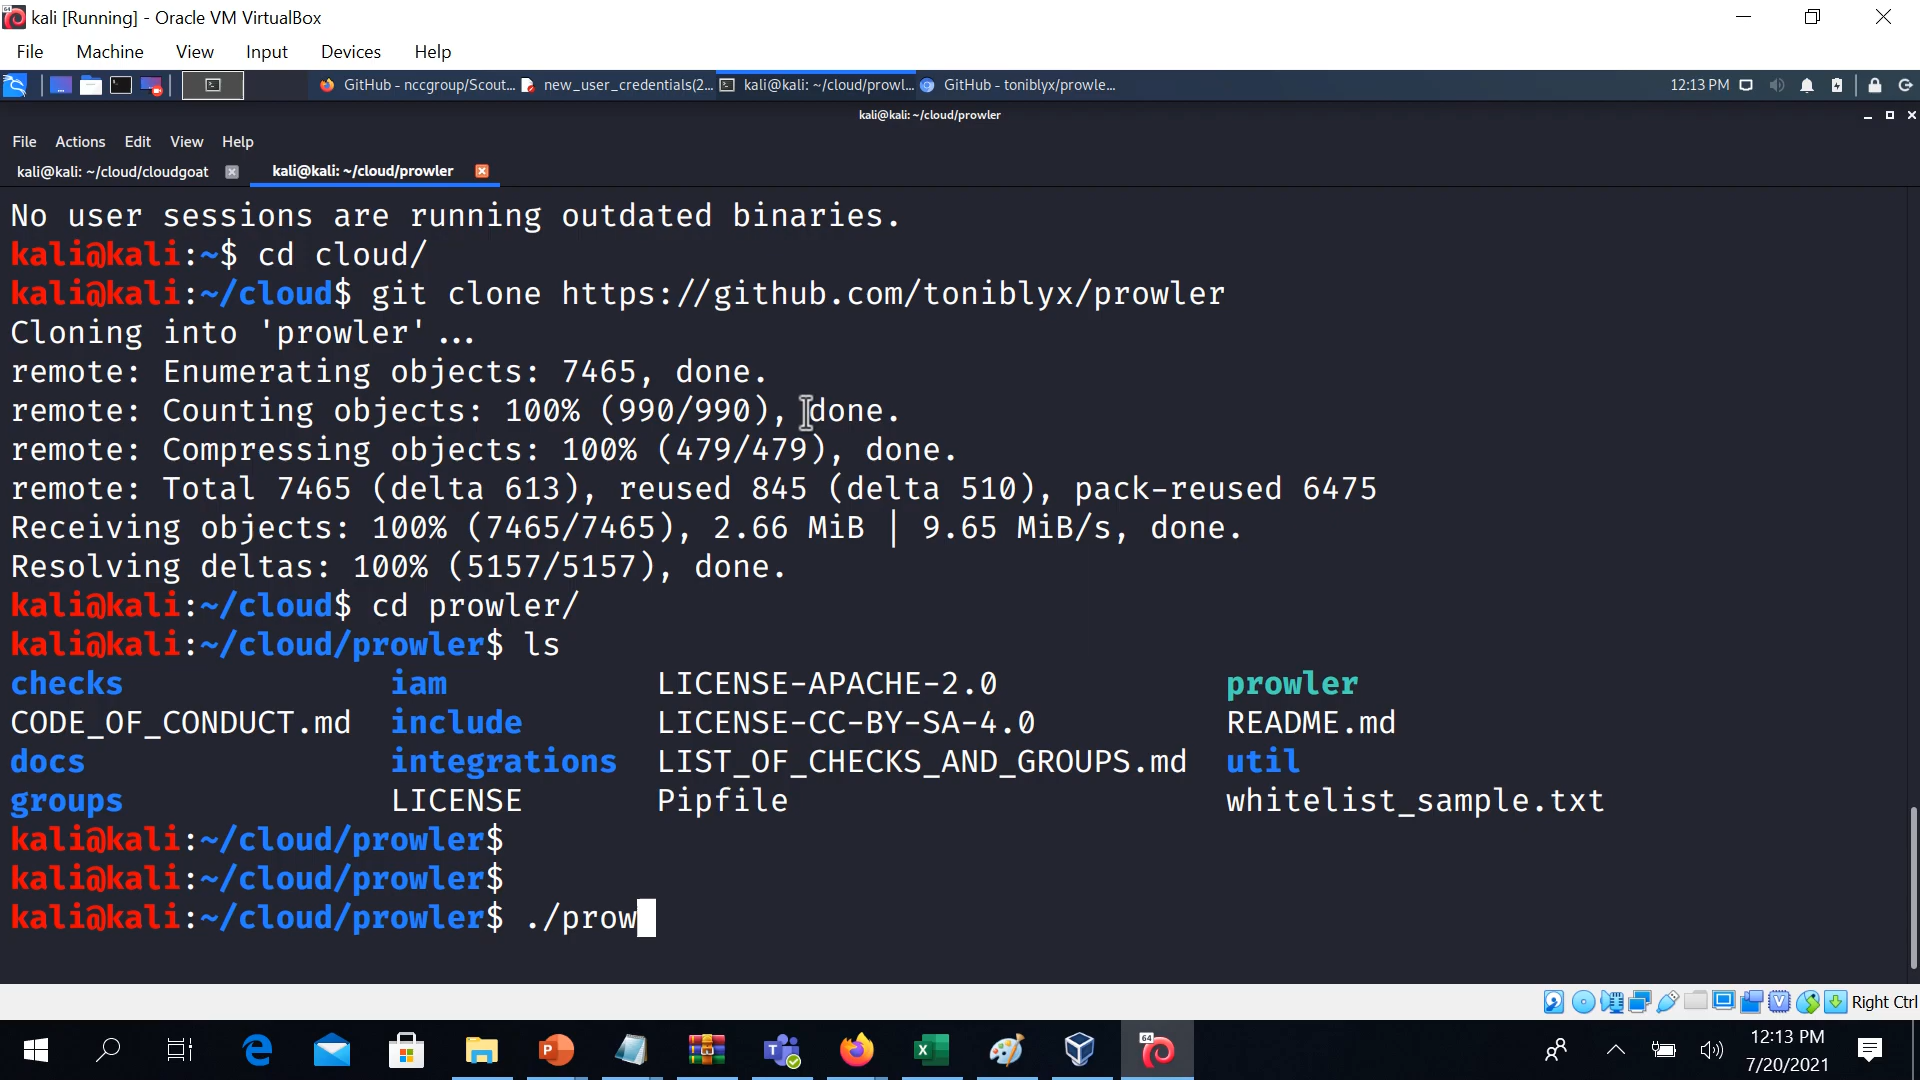 kali [Running] - Oracle VM VirtualBox
File Machine View Input Devices Help
GitHub - nccgroup/Scout... new_user_credentials(2... kali@kali: ~/cloud/prowl... GitHub - toniblyx/prowle... 12:13 PM
kali@kali: ~/cloud/prowler
File Actions Edit View Help
kali@kali: ~/cloud/cloudgoat kali@kali: ~/cloud/prowler
No user sessions are running outdated binaries.
kali@kali:~$ cd cloud/
kali@kali:~/cloud$ git clone https://github.com/toniblyx/prowler
Cloning into 'prowler'...
remote: Enumerating objects: 7465, done.
remote: Counting objects: 100% (990/990), done.
remote: Compressing objects: 100% (479/479), done.
remote: Total 7465 (delta 613), reused 845 (delta 510), pack-reused 6475
Receiving objects: 100% (7465/7465), 2.66 MiB | 9.65 MiB/s, done.
Resolving deltas: 100% (5157/5157), done.
kali@kali:~/cloud$ cd prowler/
kali@kali:~/cloud/prowler$ ls
checks iam LICENSE-APACHE-2.0 prowler
CODE_OF_CONDUCT.md include LICENSE-CC-BY-SA-4.0 README.md
docs integrations LIST_OF_CHECKS_AND_GROUPS.md util
groups LICENSE Pipfile whitelist_sample.txt
kali@kali:~/cloud/prowler$
kali@kali:~/cloud/prowler$
kali@kali:~/cloud/prowler$ ./prow
Right Ctrl
12:13 PM
7/20/2021